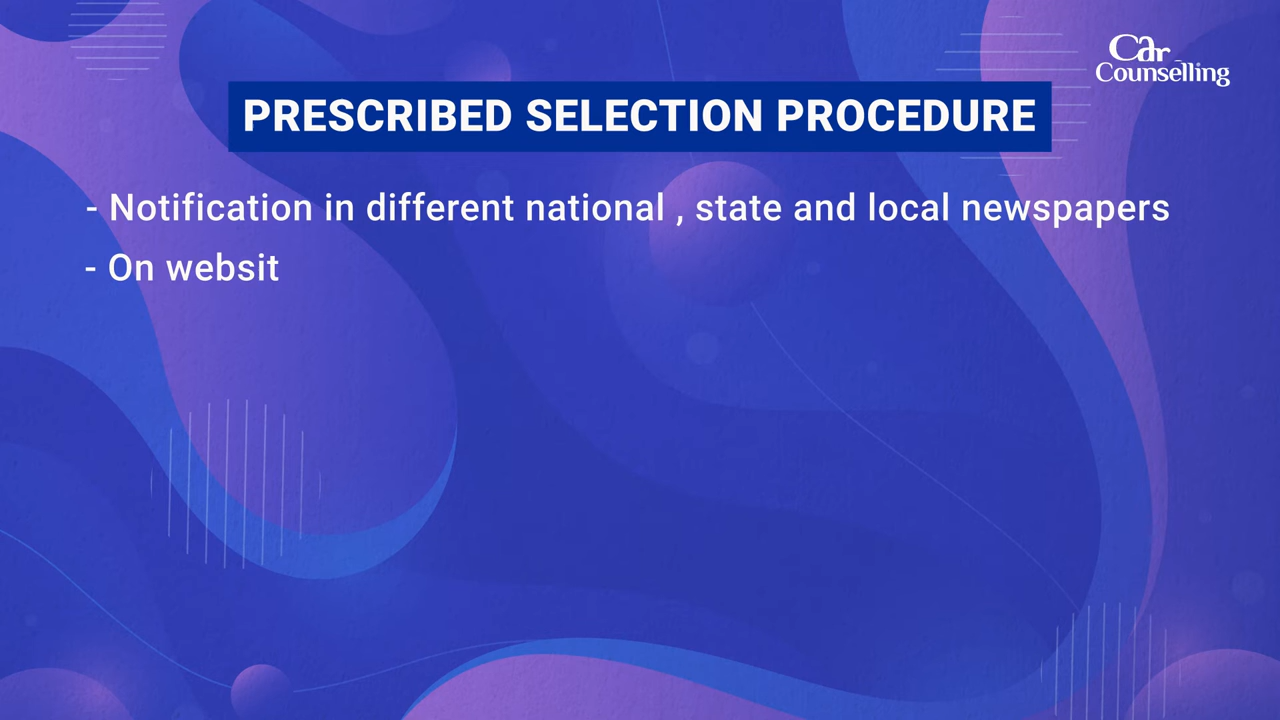 Car
Counselling
PRESCRIBED SELECTION PROCEDURE
- Notification in different national , state and local newspapers
- On websit